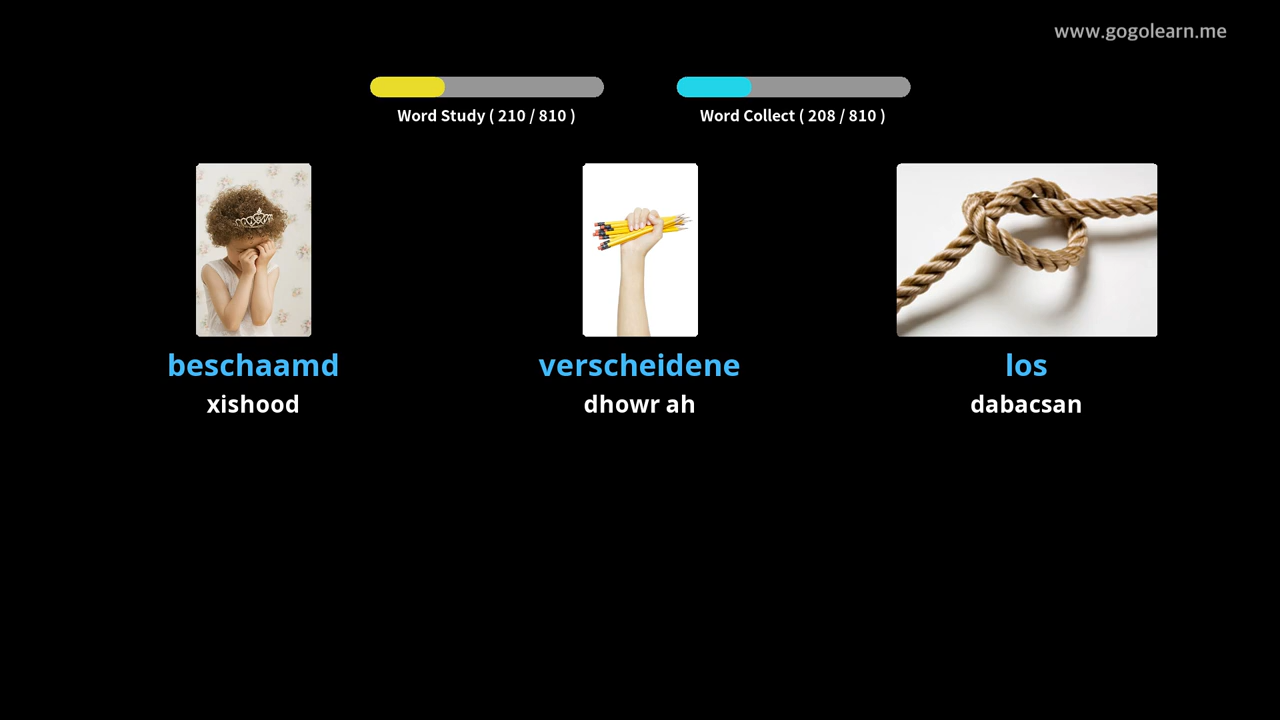 www.gogolearn.me
Word Study ( 210 / 810 )
Word Collect ( 208 / 810 )
beschaamd
xishood
verscheidene
dhowr ah
los
dabacsan